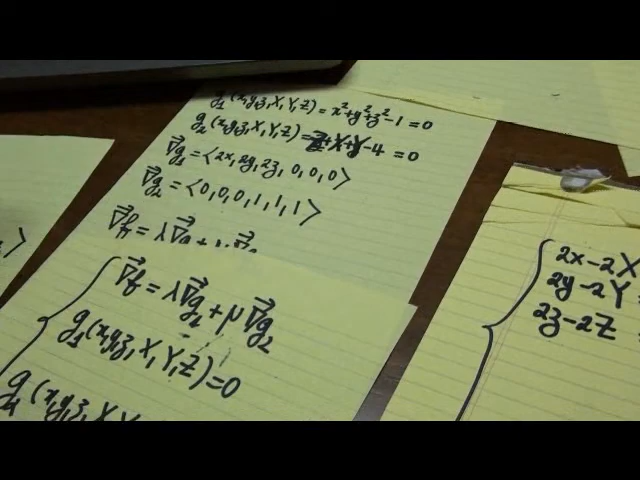 g₁(x,y,z,X,Y,Z)=x²+y²+z²-1=0
g₂(x,y,z,X,Y,Z)=Z+X+Y-4=0
∇⃗g₁=⟨2x,2y,2z,0,0,0⟩
∇⃗g₂=⟨0,0,0,1,1,1⟩
∇⃗f=λ∇⃗g₁+μ∇⃗g₂
∇⃗f=λ∇⃗g₁+μ∇⃗g₂
g₁(x,y,z,X,Y,Z)=0
g₁(x,y,z,X,Y
2x-2X
2y-2Y
2z-2Z